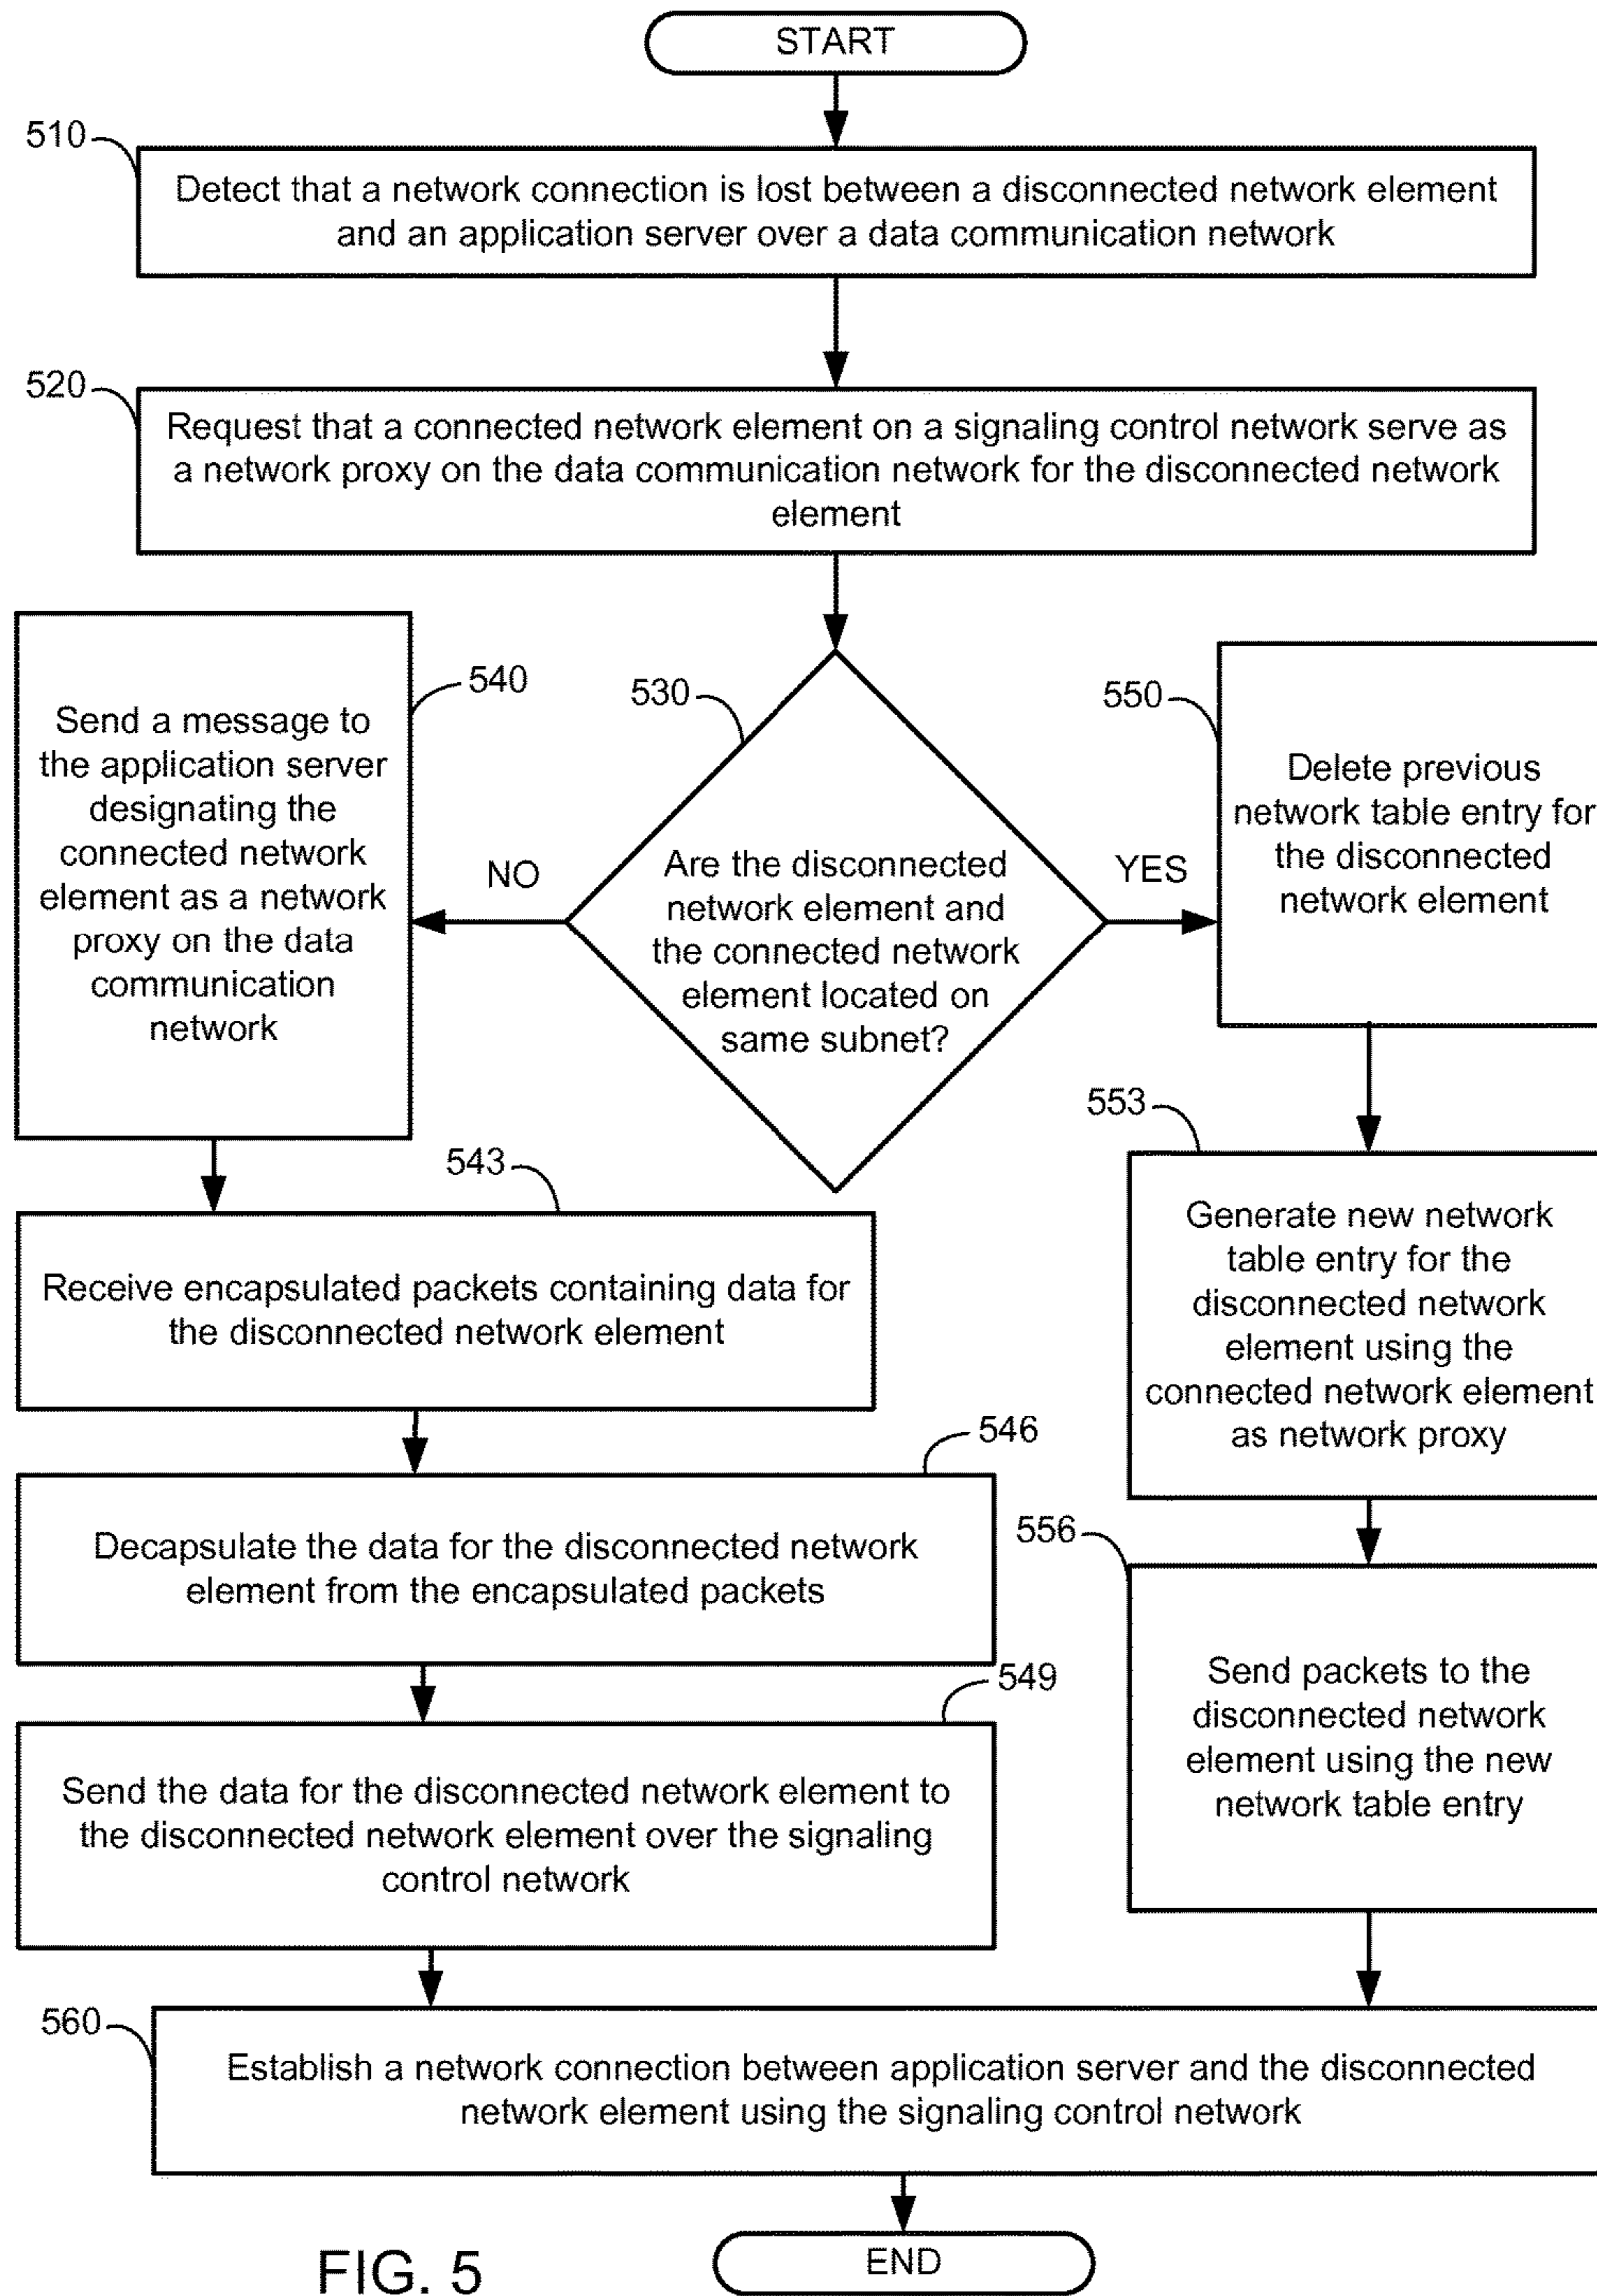 START
510
Detect that a network connection is lost between a disconnected network element
and an application server over a data communication network
520
Request that a connected network element on a signaling control network serve as
a network proxy on the data communication network for the disconnected network
element
540
Send a message to
the application server
designating the
connected network
element as a network
proxy on the data
communication
network
530
NO
Are the disconnected
network element and
the connected network
element located on
same subnet?
YES
550
Delete previous
network table entry for
the disconnected
network element
543
Receive encapsulated packets containing data for
the disconnected network element
553
Generate new network
table entry for the
disconnected network
element using the
connected network element
as network proxy
546
Decapsulate the data for the disconnected network
element from the encapsulated packets
549
Send the data for the disconnected network element to
the disconnected network element over the signaling
control network
556
Send packets to the
disconnected network
element using the new
network table entry
560
Establish a network connection between application server and the disconnected
network element using the signaling control network
END
FIG. 5